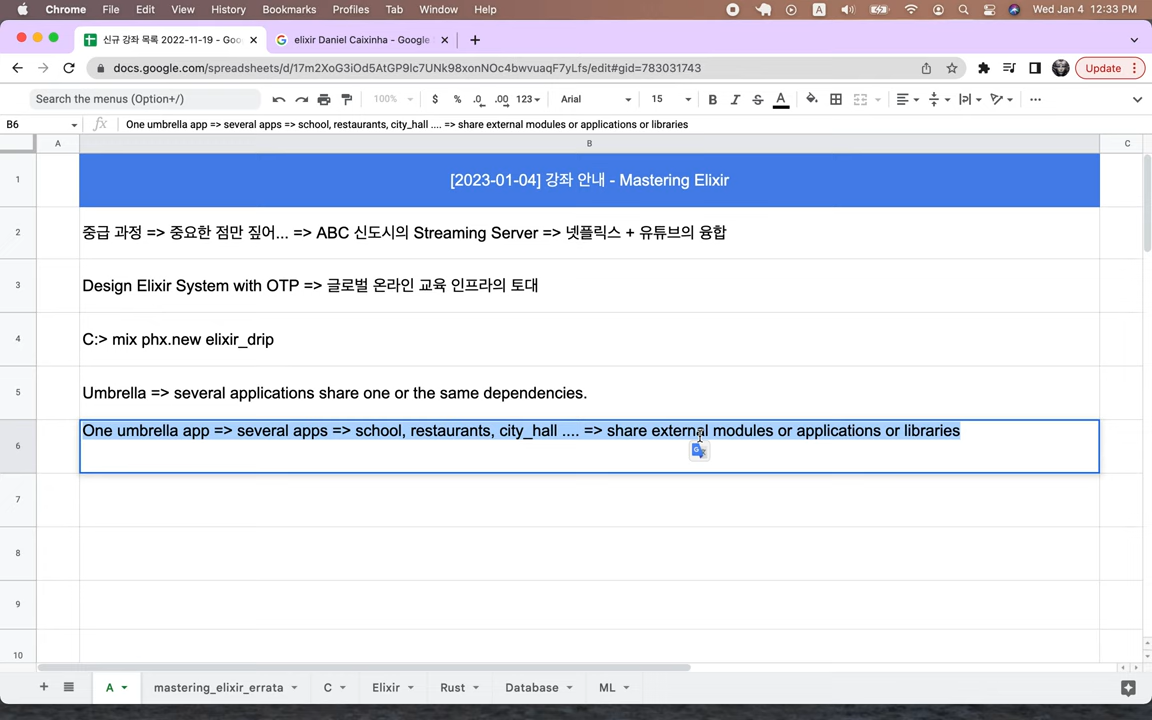 Chrome File Edit View History Bookmarks Profiles Tab Window Help A Wed Jan 4 12:33 PM
신규 강좌 목록 2022-11-19 - Goo
elixir Daniel Caixinha - Google
docs.google.com/spreadsheets/d/17m2XoG3iOd5AtGP9lc7UNk98xonNOc4bwvuaqF7yLfs/edit#gid=783031743
Update
Search the menus (Option+/) 100% $ % .0 .00 123 Arial 15 B I S A
B6 fx One umbrella app => several apps => school, restaurants, city_hall .... => share external modules or applications or libraries
A B C
1 [2023-01-04] 강좌 안내 - Mastering Elixir
2 중급 과정 => 중요한 점만 짚어... => ABC 신도시의 Streaming Server => 넷플릭스 + 유튜브의 융합
3 Design Elixir System with OTP => 글로벌 온라인 교육 인프라의 토대
4 C:> mix phx.new elixir_drip
5 Umbrella => several applications share one or the same dependencies.
6 One umbrella app => several apps => school, restaurants, city_hall .... => share external modules or applications or libraries
7
8
9
10
A mastering_elixir_errata C Elixir Rust Database ML